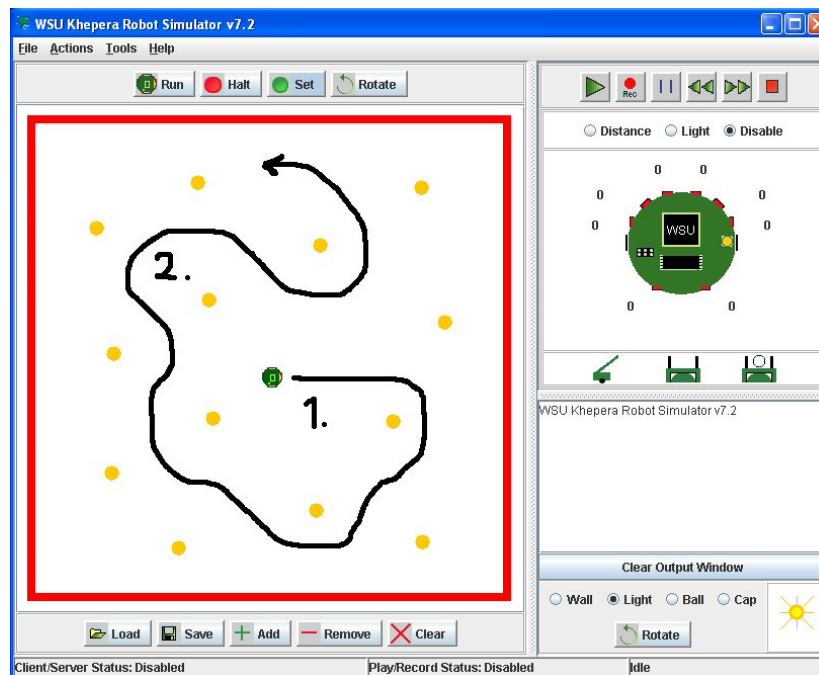 WSU Khepera Robot Simulator v7.2
File Actions Tools Help
Run Halt Set Rotate
Rec
Distance Light Disable
0 0
0 0
0 0
WSU
0 0
2.
1.
WSU Khepera Robot Simulator v7.2
Clear Output Window
Wall Light Ball Cap
Rotate
Load Save Add Remove Clear
Client/Server Status: Disabled Play/Record Status: Disabled Idle